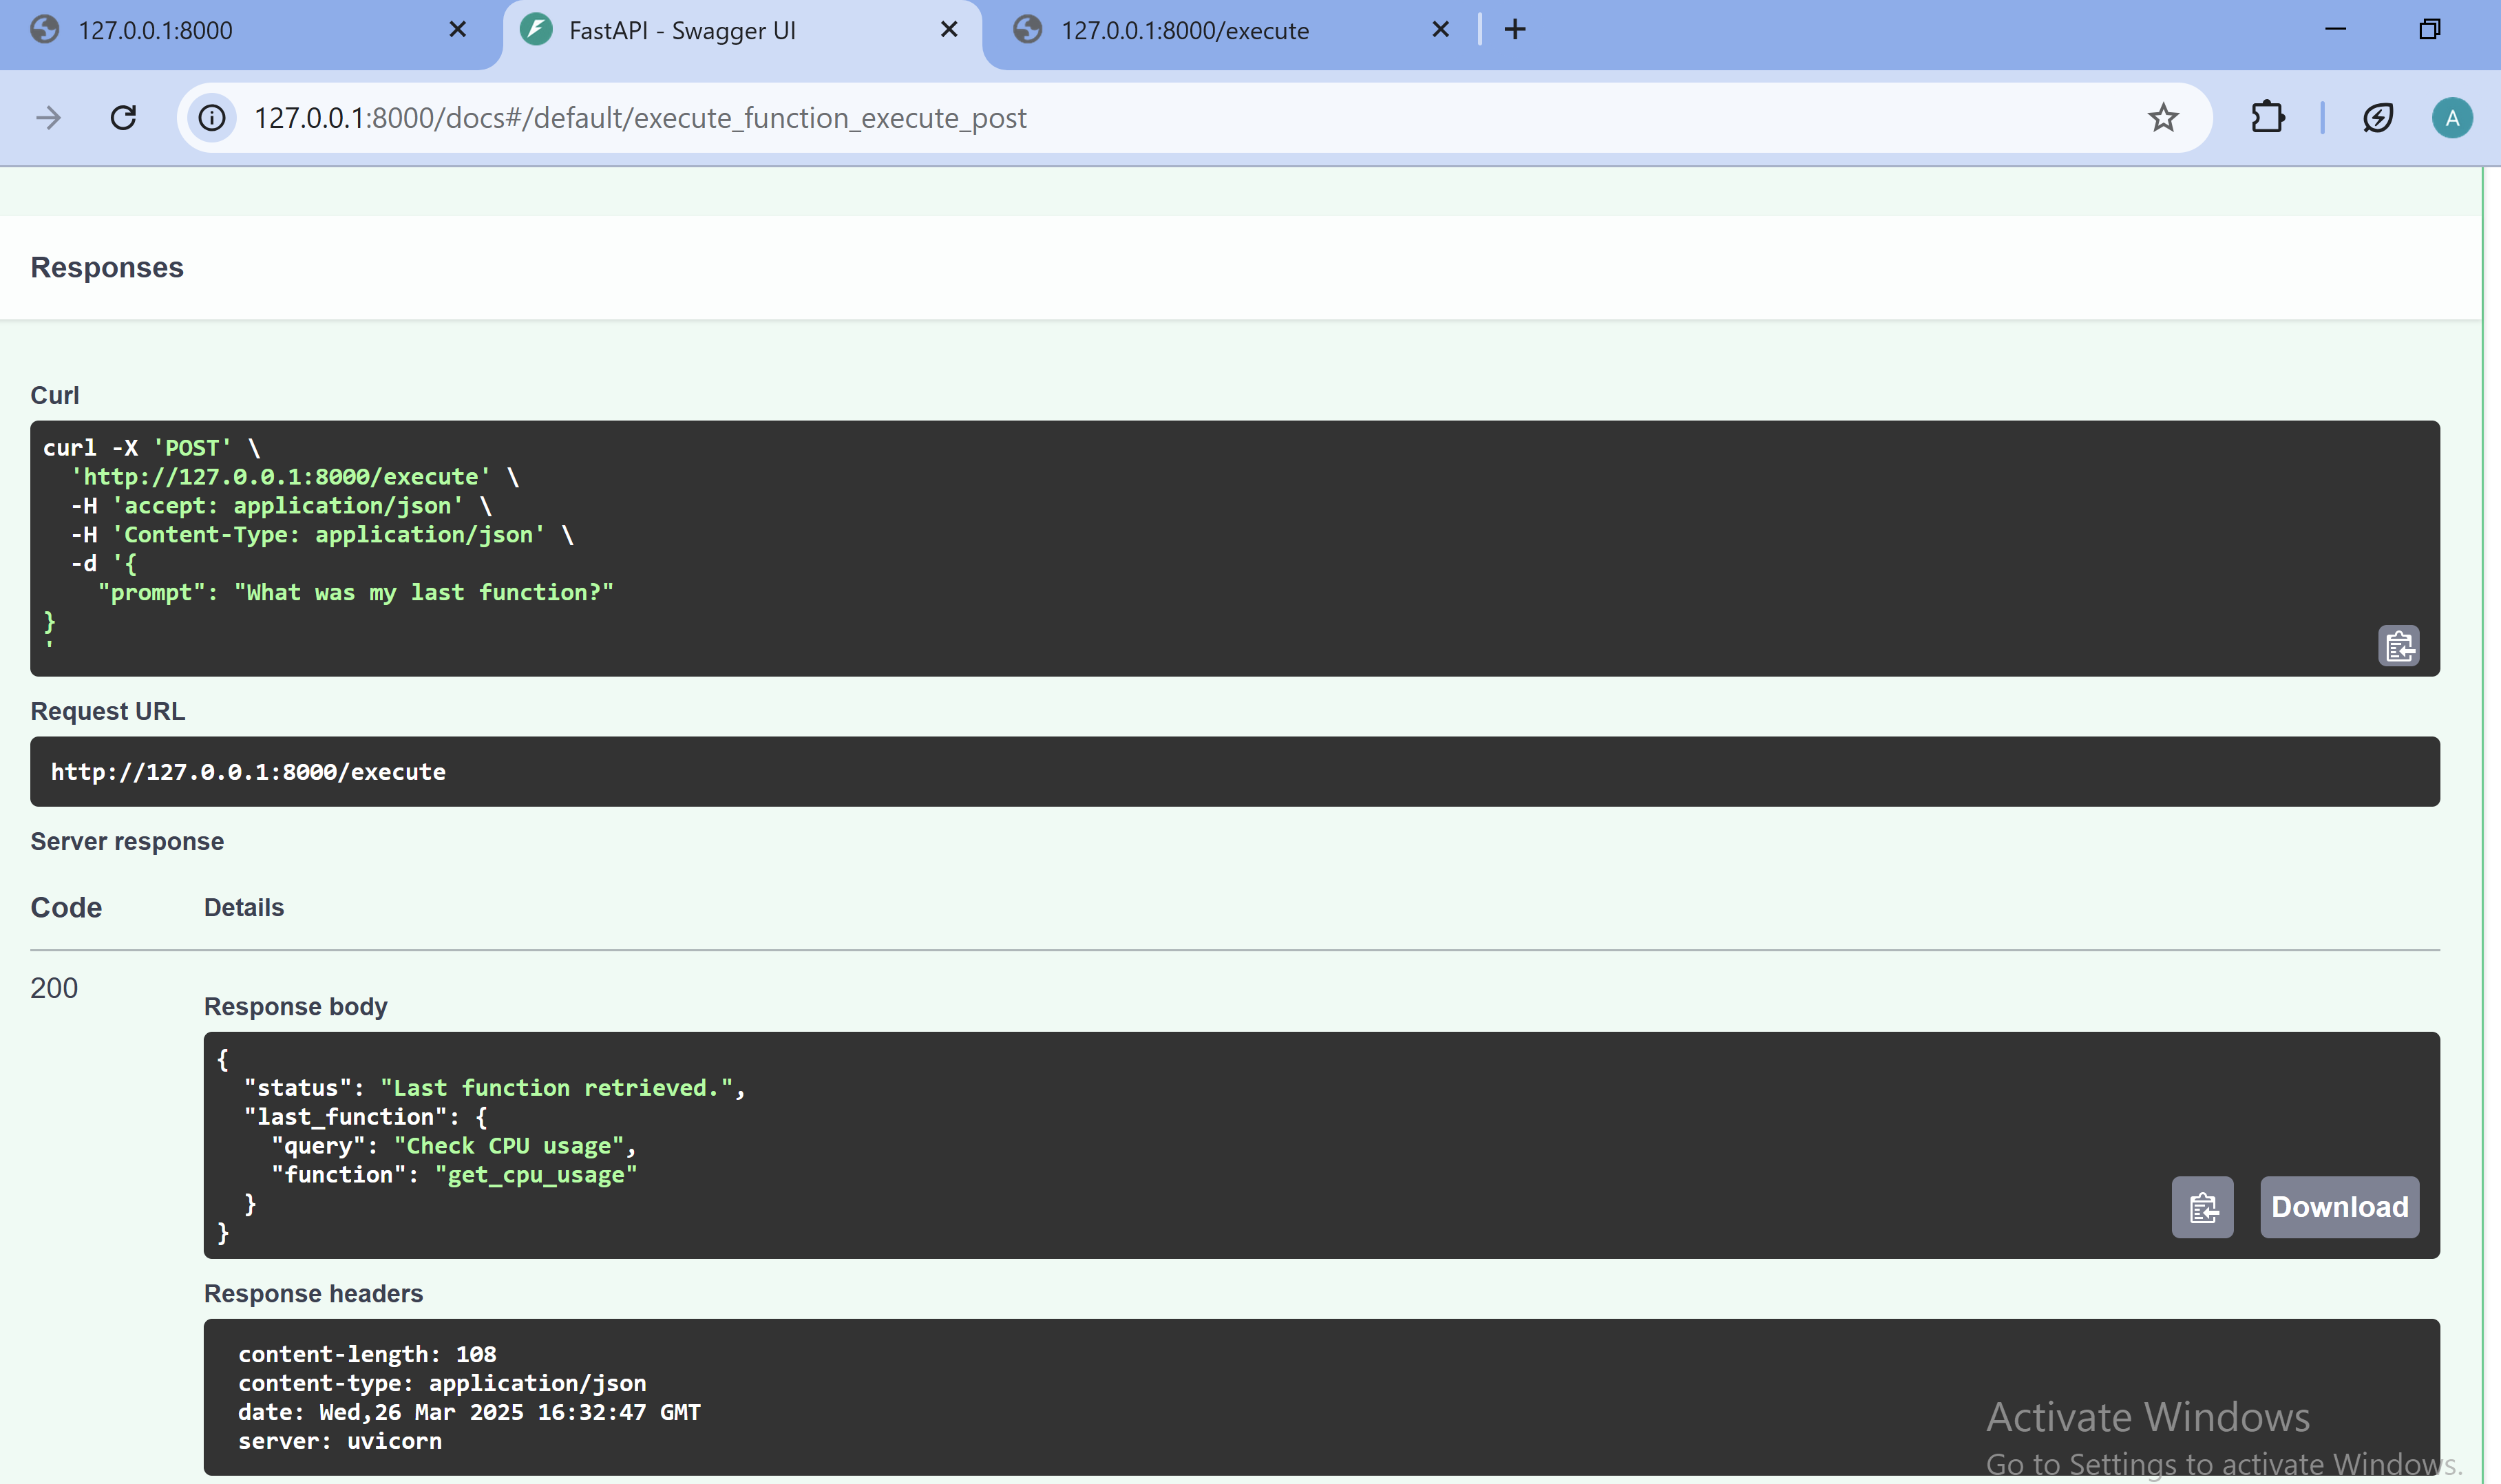 127.0.0.1:8000
FastAPI - Swagger UI
127.0.0.1:8000/execute
127.0.0.1:8000/docs#/default/execute_function_execute_post
A
Responses
Curl
curl -X 'POST' \
'http://127.0.0.1:8000/execute' \
-H 'accept: application/json' \
-H 'Content-Type: application/json' \
-d '{
"prompt": "What was my last function?"
}
'
Request URL
http://127.0.0.1:8000/execute
Server response
Code Details
200
Response body
{
"status": "Last function retrieved.",
"last_function": {
"query": "Check CPU usage",
"function": "get_cpu_usage"
}
}
Download
Response headers
content-length: 108
content-type: application/json
date: Wed,26 Mar 2025 16:32:47 GMT
server: uvicorn
Activate Windows
Go to Settings to activate Windows.